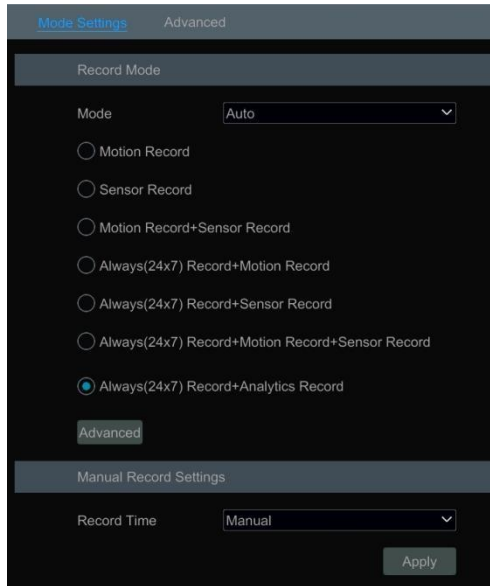 Mode Settings Advanced
Record Mode
Mode Auto
Motion Record
Sensor Record
Motion Record+Sensor Record
Always(24x7) Record+Motion Record
Always(24x7) Record+Sensor Record
Always(24x7) Record+Motion Record+Sensor Record
Always(24x7) Record+Analytics Record
Advanced
Manual Record Settings
Record Time Manual
Apply